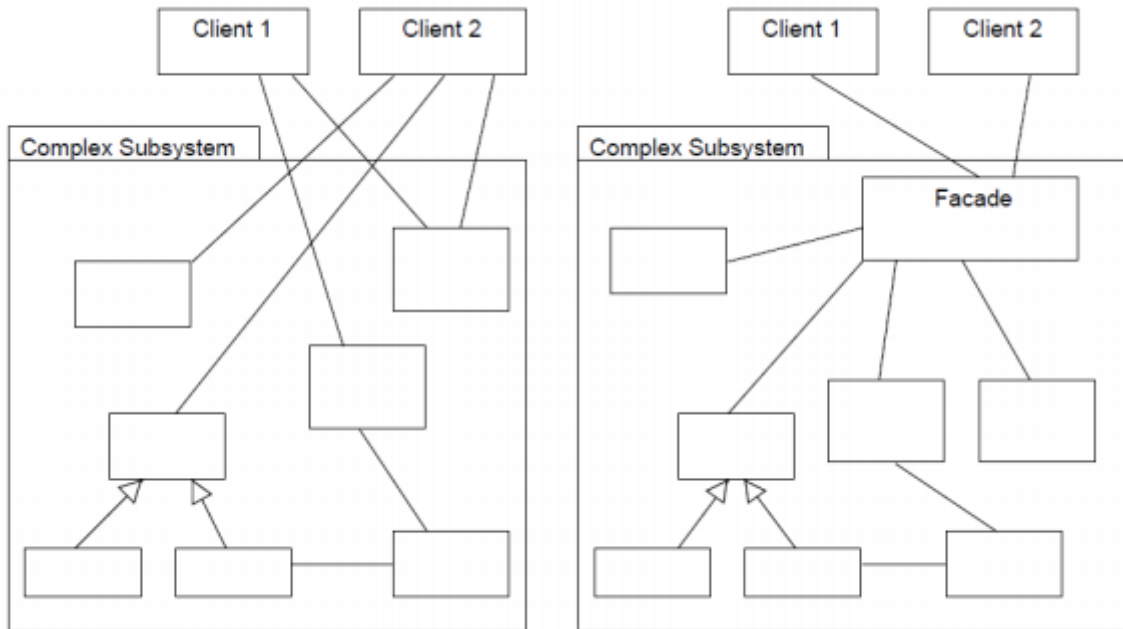 Client 1
Client 2
Client 1
Client 2
Complex Subsystem
Complex Subsystem
Facade